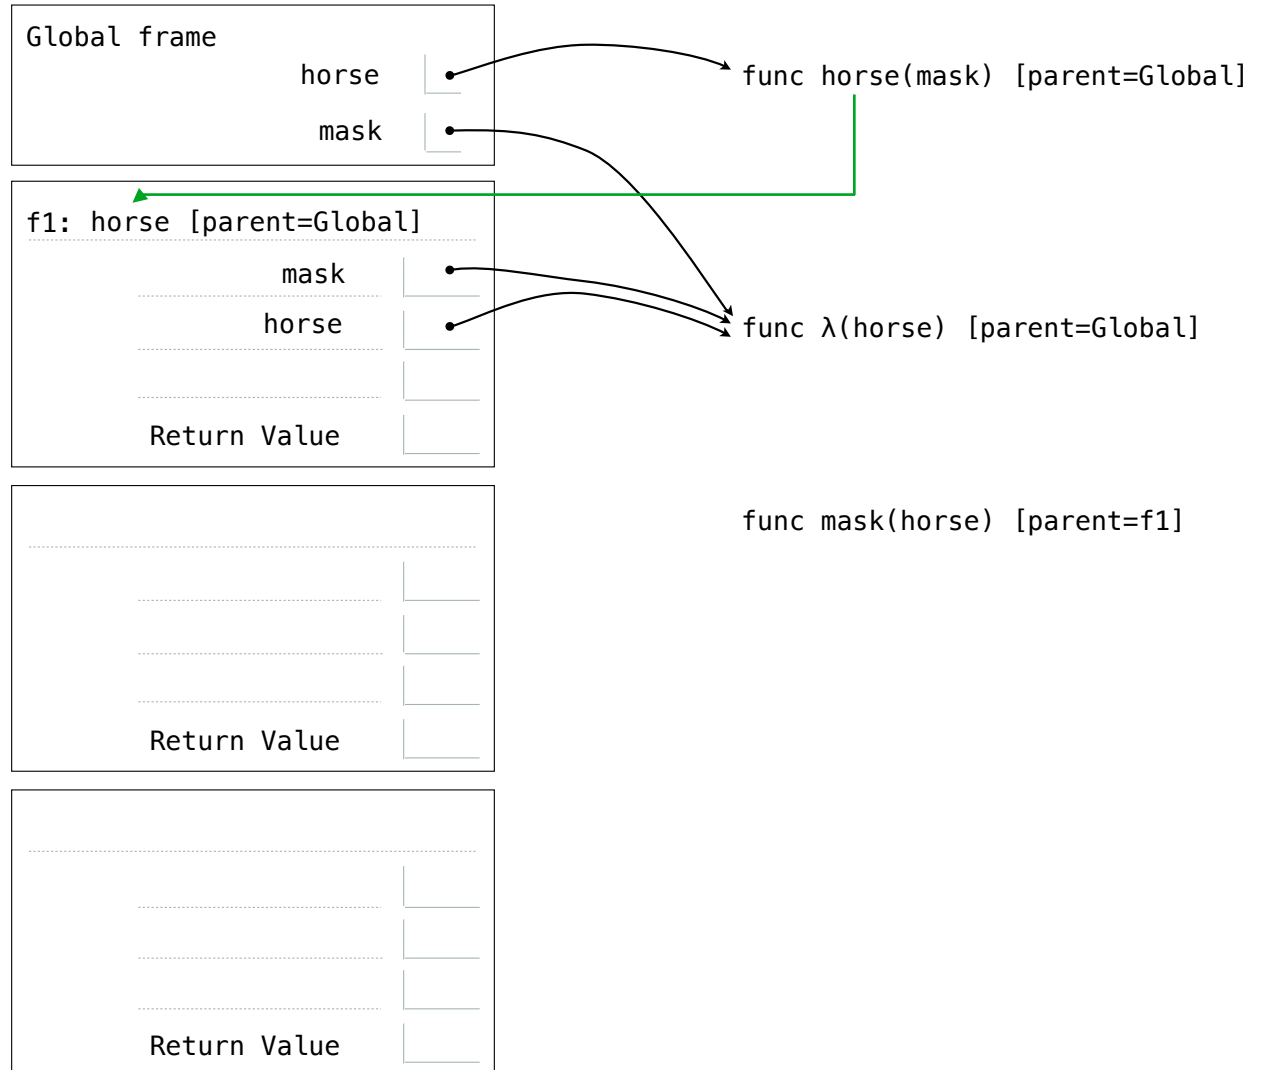 Global frame
horse
mask
func horse(mask) [parent=Global]
f1: horse [parent=Global]
mask
horse
Return Value
func λ(horse) [parent=Global]
func mask(horse) [parent=f1]
Return Value
Return Value